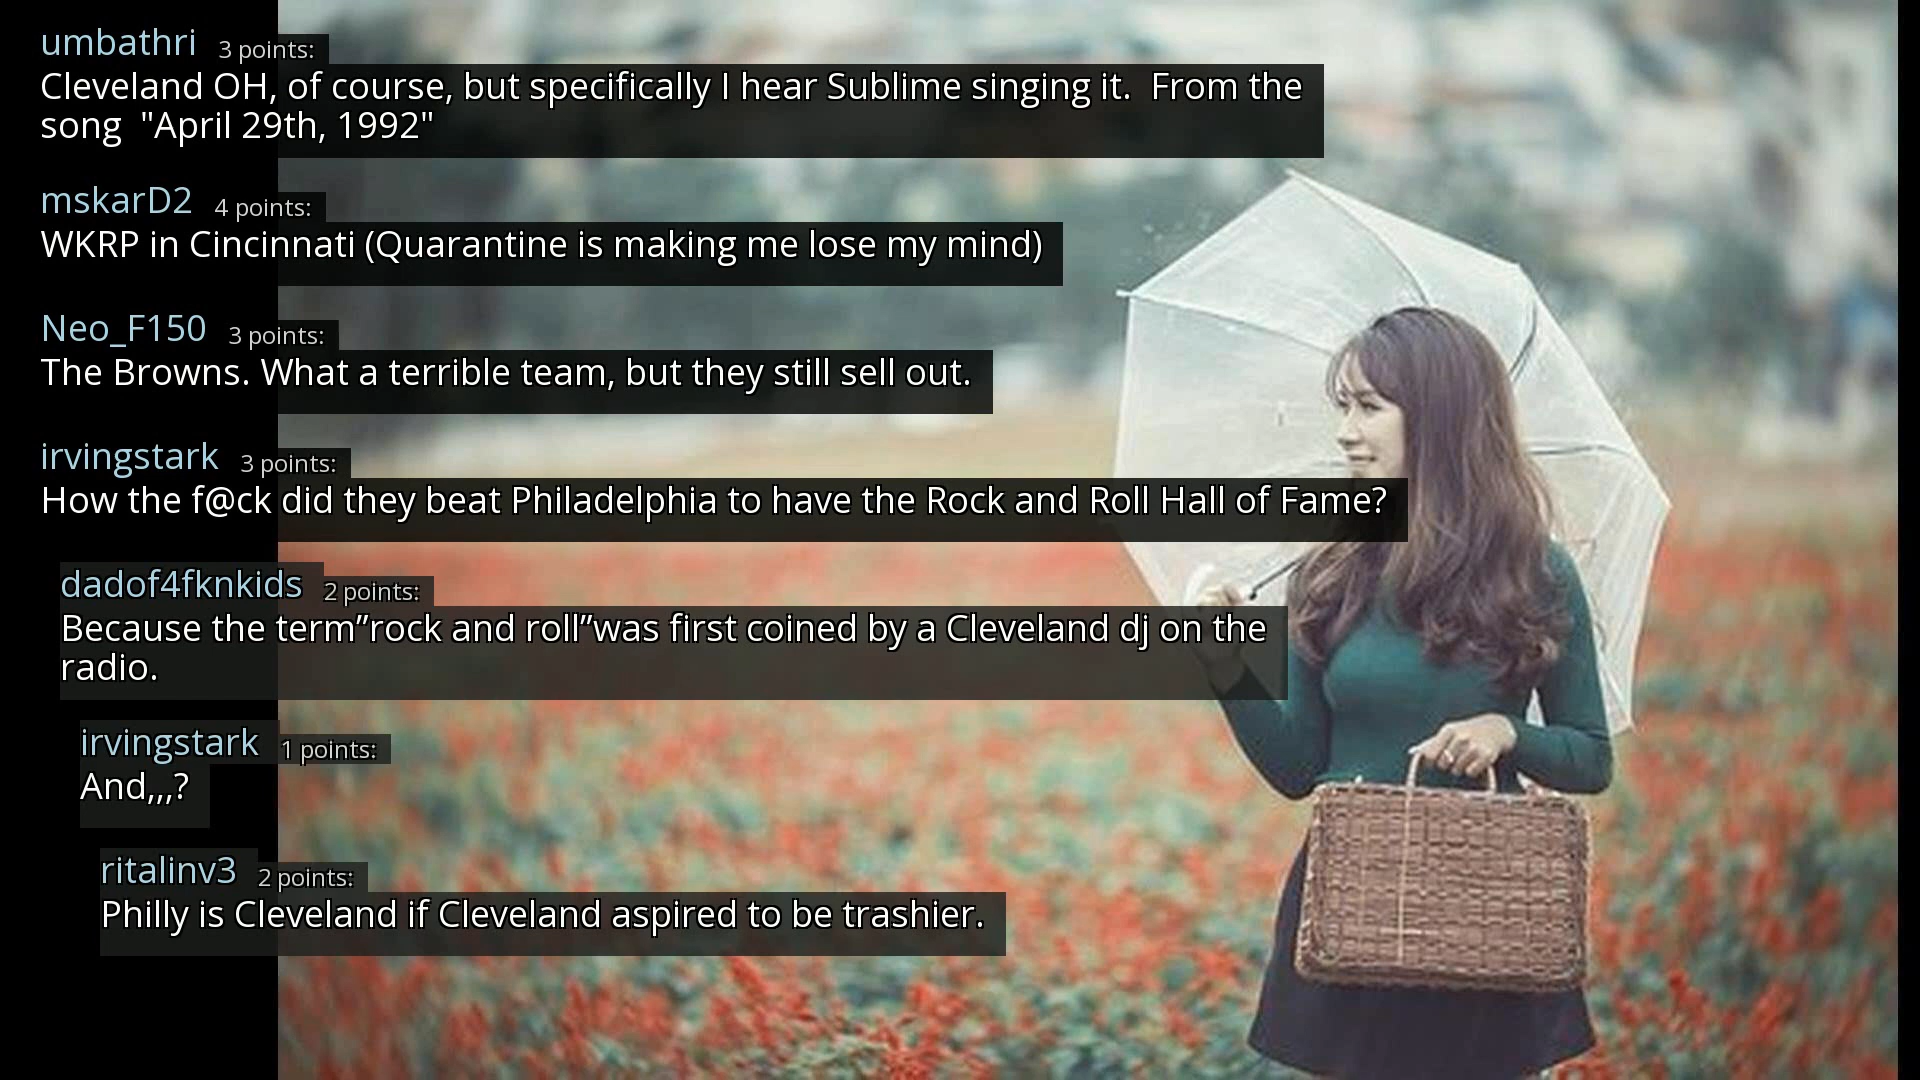 umbathri 3 points:
Cleveland OH, of course, but specifically I hear Sublime singing it.  From the
song  "April 29th, 1992"
mskarD2 4 points:
WKRP in Cincinnati (Quarantine is making me lose my mind)
Neo_F150 3 points:
The Browns. What a terrible team, but they still sell out.
irvingstark 3 points:
How the f@ck did they beat Philadelphia to have the Rock and Roll Hall of Fame?
dadof4fknkids 2 points:
Because the term”rock and roll”was first coined by a Cleveland dj on the
radio.
irvingstark 1 points:
And,,,?
ritalinv3 2 points:
Philly is Cleveland if Cleveland aspired to be trashier.